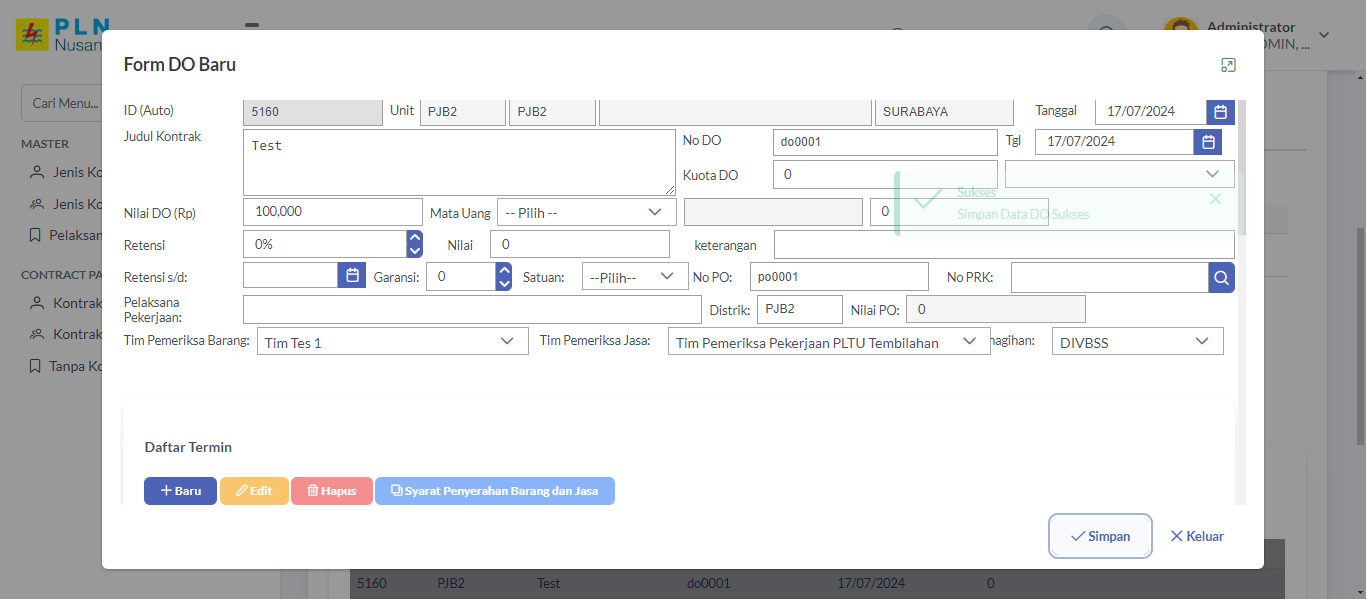 PLN
Nusan
Administrator
DMIN, ...
Form DO Baru
Cari Menu...
MASTER
Jenis Ko
Jenis Ko
Pelaksan
CONTRACT PA
Kontrak
Kontrak
Tanpa Ko
ID (Auto) 5160 Unit PJB2 PJB2 SURABAYA Tanggal 17/07/2024
Judul Kontrak Test No DO do0001 Tgl 17/07/2024
Kuota DO 0
Sukses
Simpan Data DO Sukses
Nilai DO (Rp) 100,000 Mata Uang -- Pilih -- 0
Retensi 0% Nilai 0 keterangan
Retensi s/d: Garansi: 0 Satuan: --Pilih-- No PO: po0001 No PRK:
Pelaksana
Pekerjaan: Distrik: PJB2 Nilai PO: 0
Tim Pemeriksa Barang: Tim Tes 1 Tim Pemeriksa Jasa: Tim Pemeriksa Pekerjaan PLTU Tembilahan nagihan: DIVBSS
Daftar Termin
Baru Edit Hapus Syarat Penyerahan Barang dan Jasa
Simpan Keluar
5160 PJB2 Test do0001 17/07/2024 0